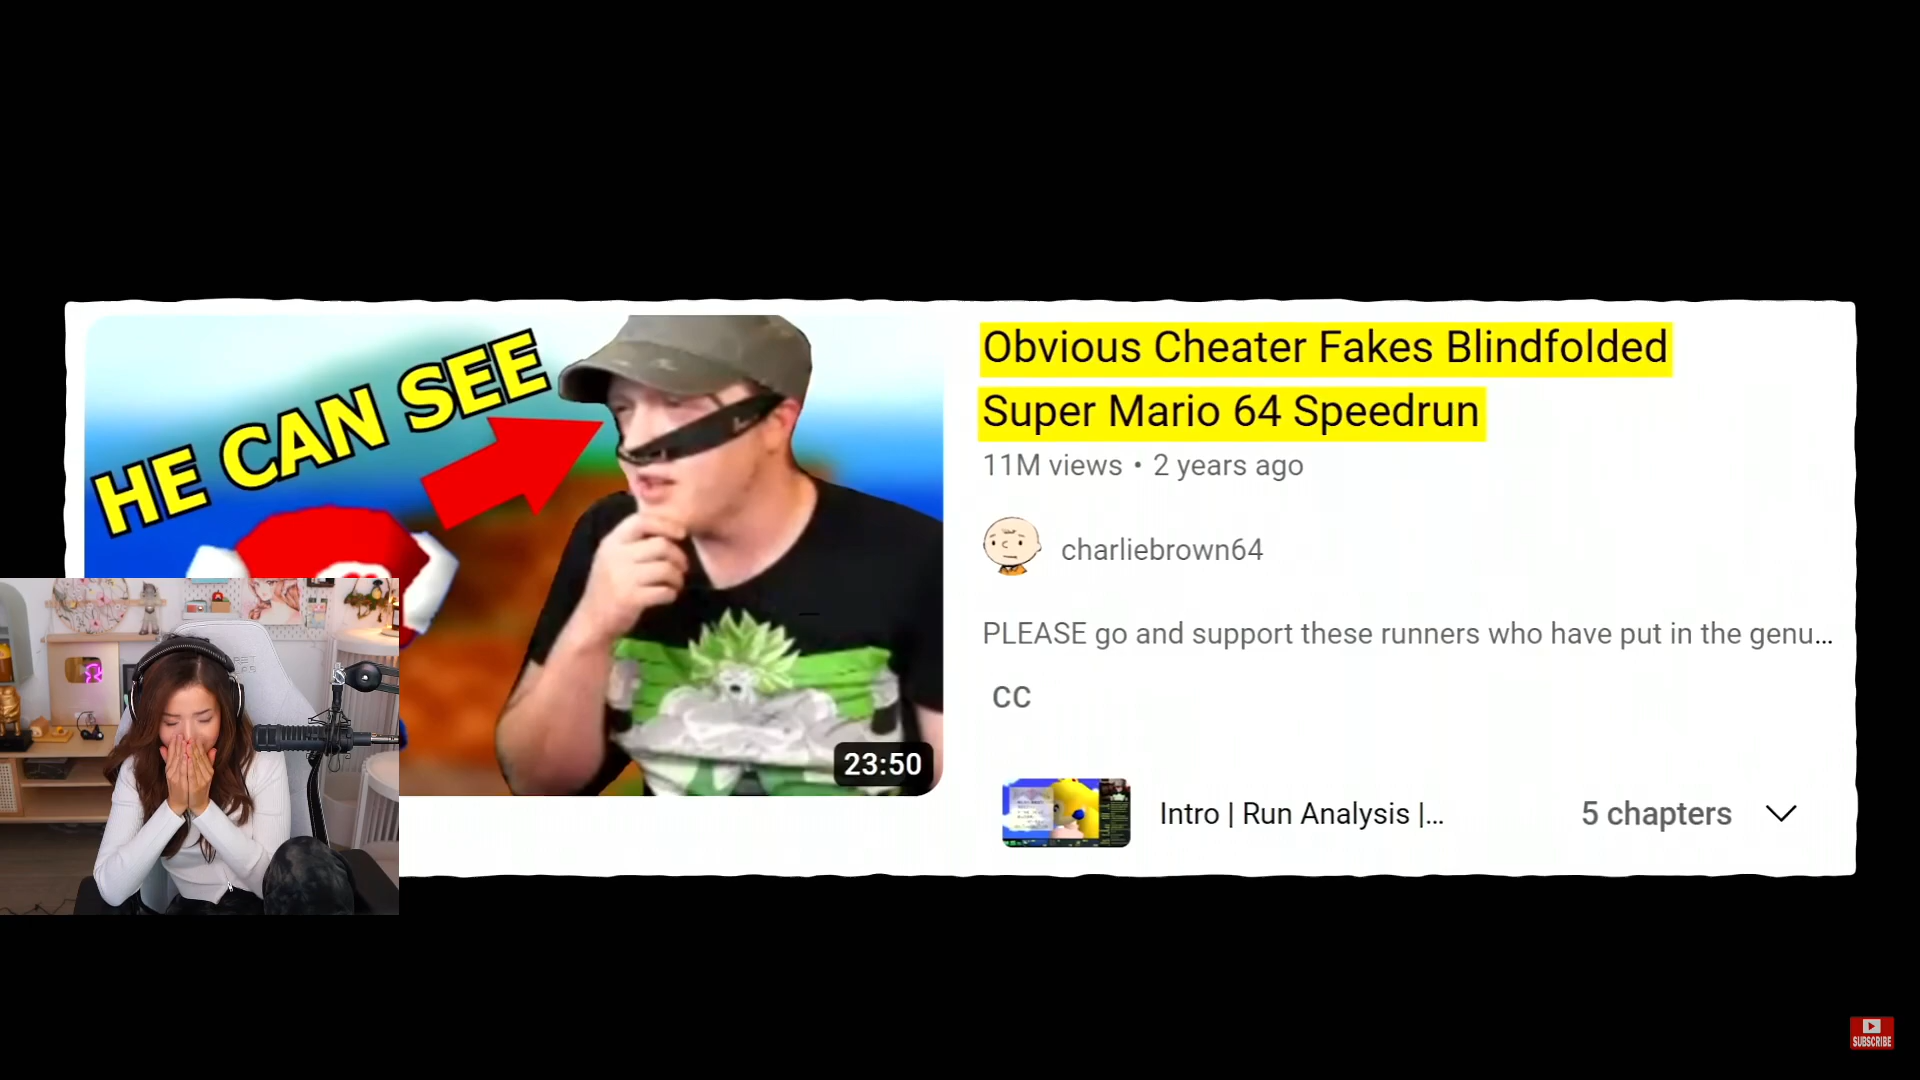 HE CAN SEE
23:50
Obvious Cheater Fakes Blindfolded
Super Mario 64 Speedrun
11M views • 2 years ago
charliebrown64
PLEASE go and support these runners who have put in the genu...
CC
Intro | Run Analysis |...
5 chapters
SUBSCRIBE